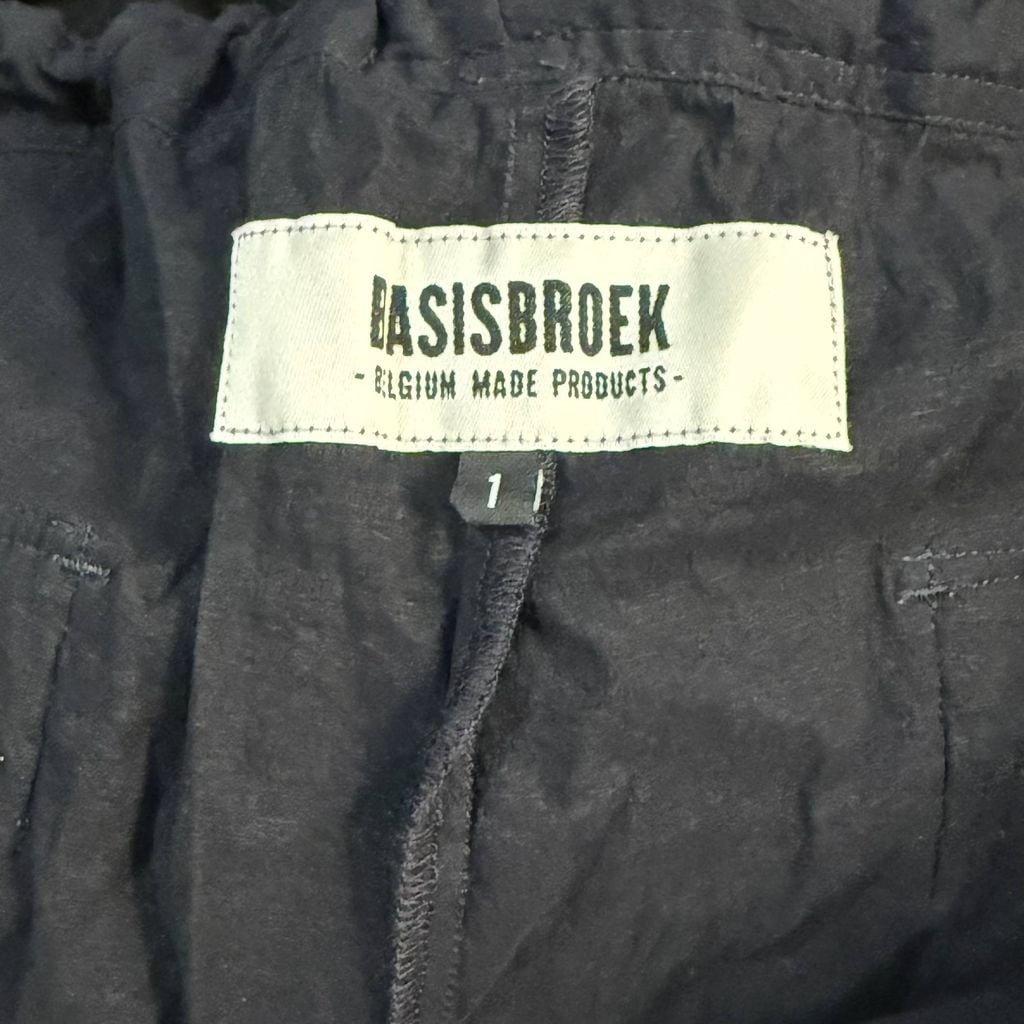 BASISBROEK
- BELGIUM MADE PRODUCTS -
1